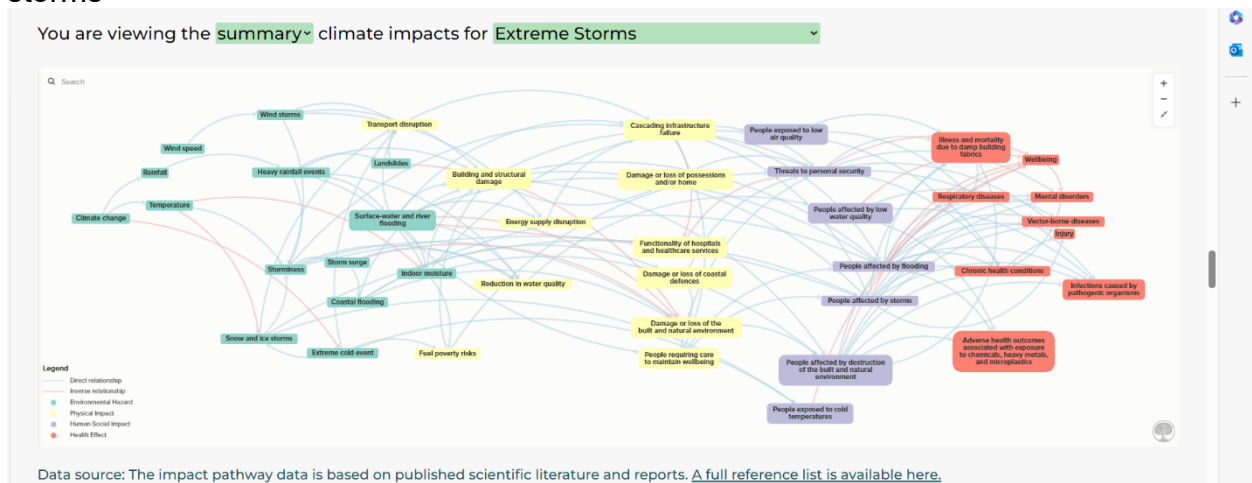 storms
You are viewing the summary climate impacts for Extreme Storms
Search
Wind storms
Transport disruption
Cascading infrastructure
failure
People exposed to low
air quality
Illness and mortality
due to damp building
fabrics
Wind speed
Wellbeing
Landslides
Rainfall
Heavy rainfall events
Building and structural
damage
Damage or loss of possessions
and/or home
Threats to personal security
Respiratory diseases
Mental disorders
Temperature
Climate change
Surface-water and river
flooding
Energy supply disruption
People affected by low
water quality
Vector-borne diseases
Injury
Functionality of hospitals
and healthcare services
Storminess
Storm surge
Indoor moisture
Reduction in water quality
Damage or loss of coastal
defences
People affected by flooding
Chronic health conditions
Infections caused by
pathogenic organisms
Coastal flooding
People affected by storms
Snow and ice storms
Extreme cold event
Fuel poverty risks
Damage or loss of the
built and natural environment
People requiring care
to maintain wellbeing
People affected by destruction
of the built and natural
environment
Adverse health outcomes
associated with exposure
to chemicals, heavy metals,
and microplastics
People exposed to cold
temperatures
Legend
Direct relationship
Inverse relationship
Environmental Hazard
Physical Impact
Human-Social Impact
Health Effect
Data source: The impact pathway data is based on published scientific literature and reports. A full reference list is available here.